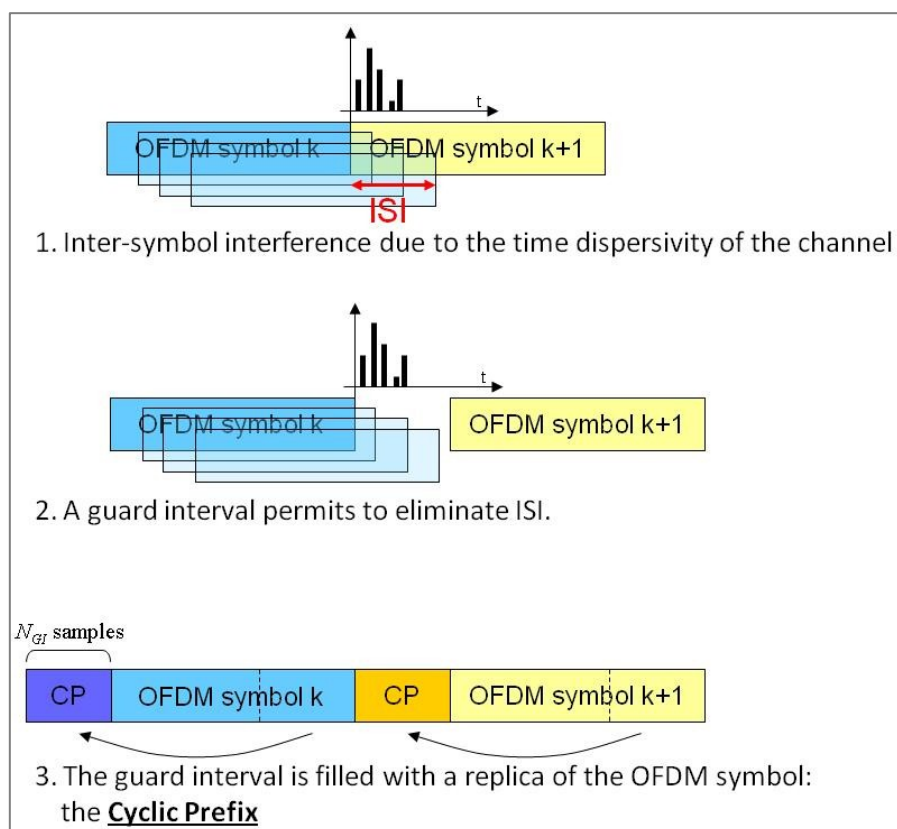 t
OFDM symbol k
OFDM symbol k+1
ISI
1. Inter-symbol interference due to the time dispersivity of the channel
t
OFDM symbol k
OFDM symbol k+1
2. A guard interval permits to eliminate ISI.
N_GI samples
CP
OFDM symbol k
CP
OFDM symbol k+1
3. The guard interval is filled with a replica of the OFDM symbol:
the Cyclic Prefix